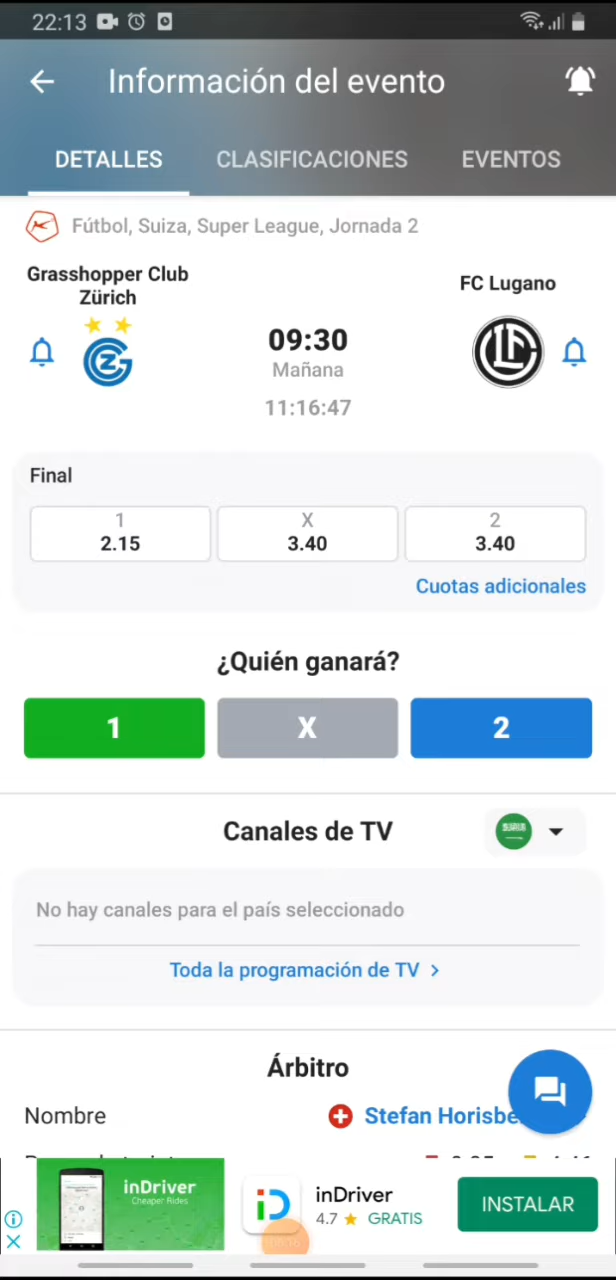 22:13
Información del evento
DETALLES CLASIFICACIONES EVENTOS
Fútbol, Suiza, Super League, Jornada 2
Grasshopper Club
Zürich
FC Lugano
09:30
Mañana
11:16:47
Final
1 X 2
2.15 3.40 3.40
Cuotas adicionales
¿Quién ganará?
1 X 2
Canales de TV
No hay canales para el país seleccionado
Toda la programación de TV >
Árbitro
Nombre Stefan
inDriver
Cheaper Rides
inDriver
4.7 ★ GRATIS
INSTALAR